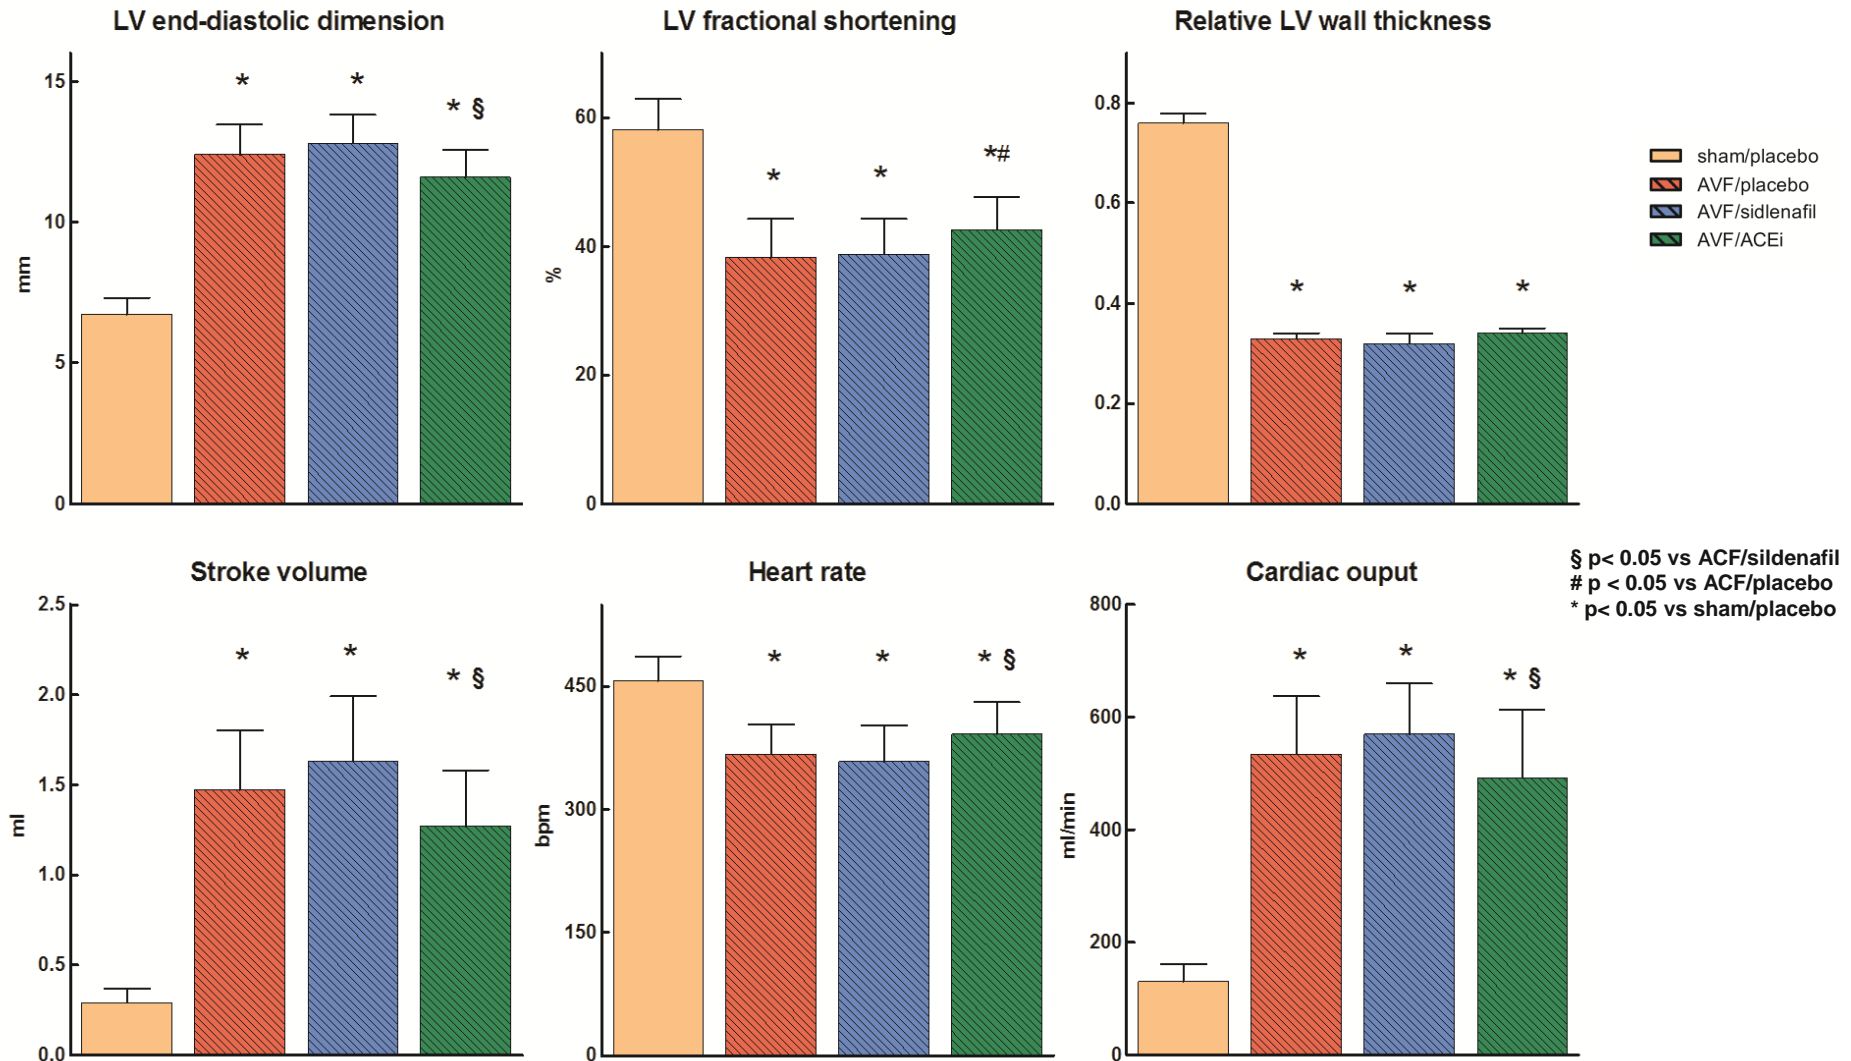 LV end-diastolic dimension
15
10
5
0
mm
*
*
* §
LV fractional shortening
60
40
20
0
%
*
*
*#
Relative LV wall thickness
0.8
0.6
0.4
0.2
0.0
*
*
*
sham/placebo
AVF/placebo
AVF/sidlenafil
AVF/ACEi
§ p< 0.05 vs ACF/sildenafil
# p < 0.05 vs ACF/placebo
* p< 0.05 vs sham/placebo
Stroke volume
2.5
2.0
1.5
1.0
0.5
0.0
ml
*
*
* §
Heart rate
450
300
150
0
bpm
*
*
* §
Cardiac ouput
800
600
400
200
0
ml/min
*
*
* §